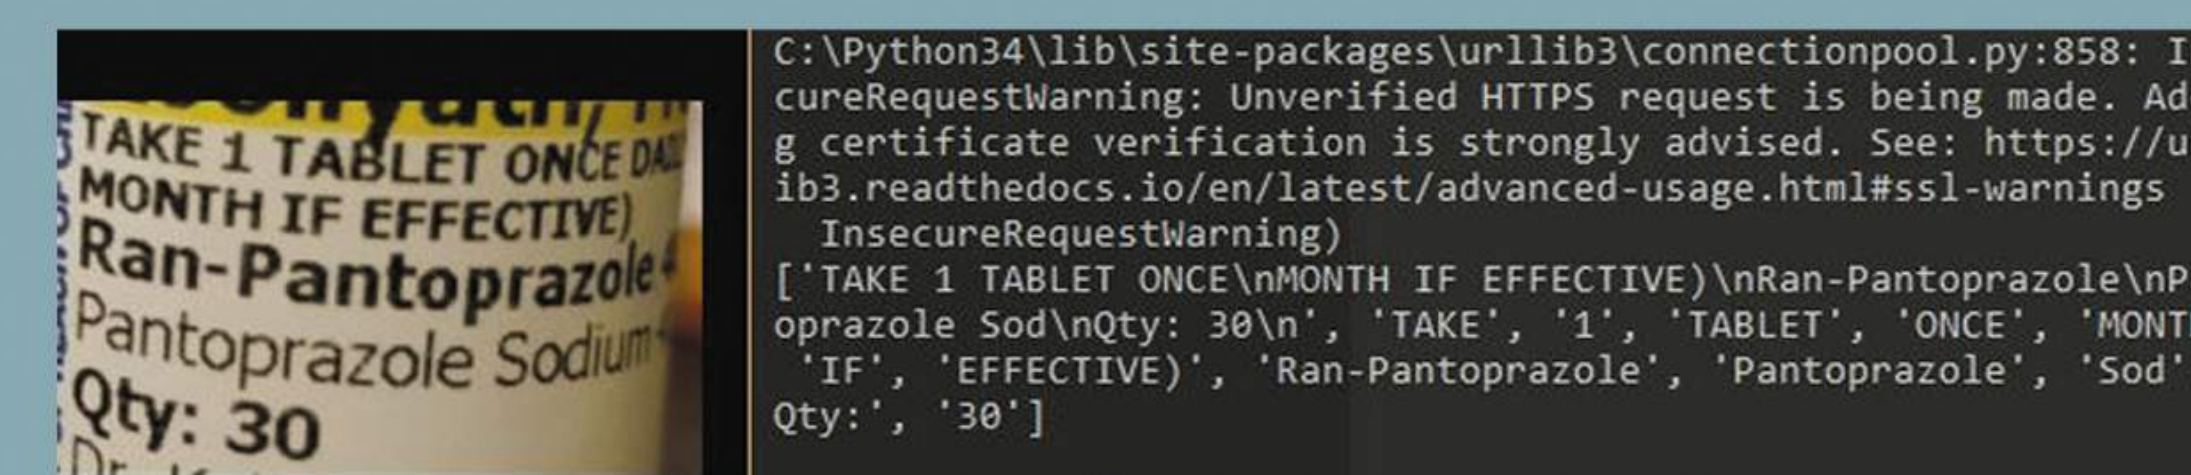 TAKE 1 TABLET ONCE
MONTH IF EFFECTIVE)
Ran-Pantoprazole
Pantoprazole Sodium
Qty: 30
C:\Python34\lib\site-packages\urllib3\connectionpool.py:858: I
cureRequestWarning: Unverified HTTPS request is being made. Ad
g certificate verification is strongly advised. See: https://u
ib3.readthedocs.io/en/latest/advanced-usage.html#ssl-warnings
InsecureRequestWarning)
['TAKE 1 TABLET ONCE\nMONTH IF EFFECTIVE)\nRan-Pantoprazole\nP
oprazole Sod\nQty: 30\n', 'TAKE', '1', 'TABLET', 'ONCE', 'MONT
'IF', 'EFFECTIVE)', 'Ran-Pantoprazole', 'Pantoprazole', 'Sod'
Qty:', '30']